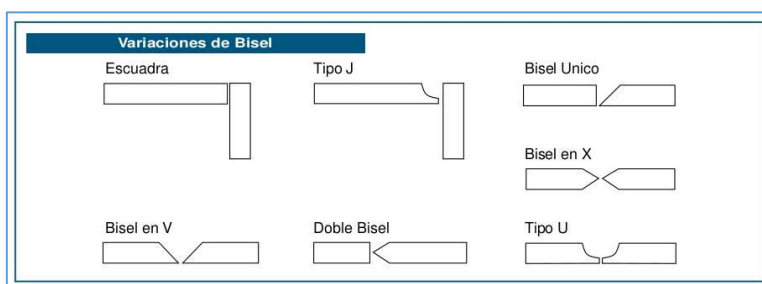 Variaciones de Bisel
Escuadra
Tipo J
Bisel Unico
Bisel en X
Bisel en V
Doble Bisel
Tipo U